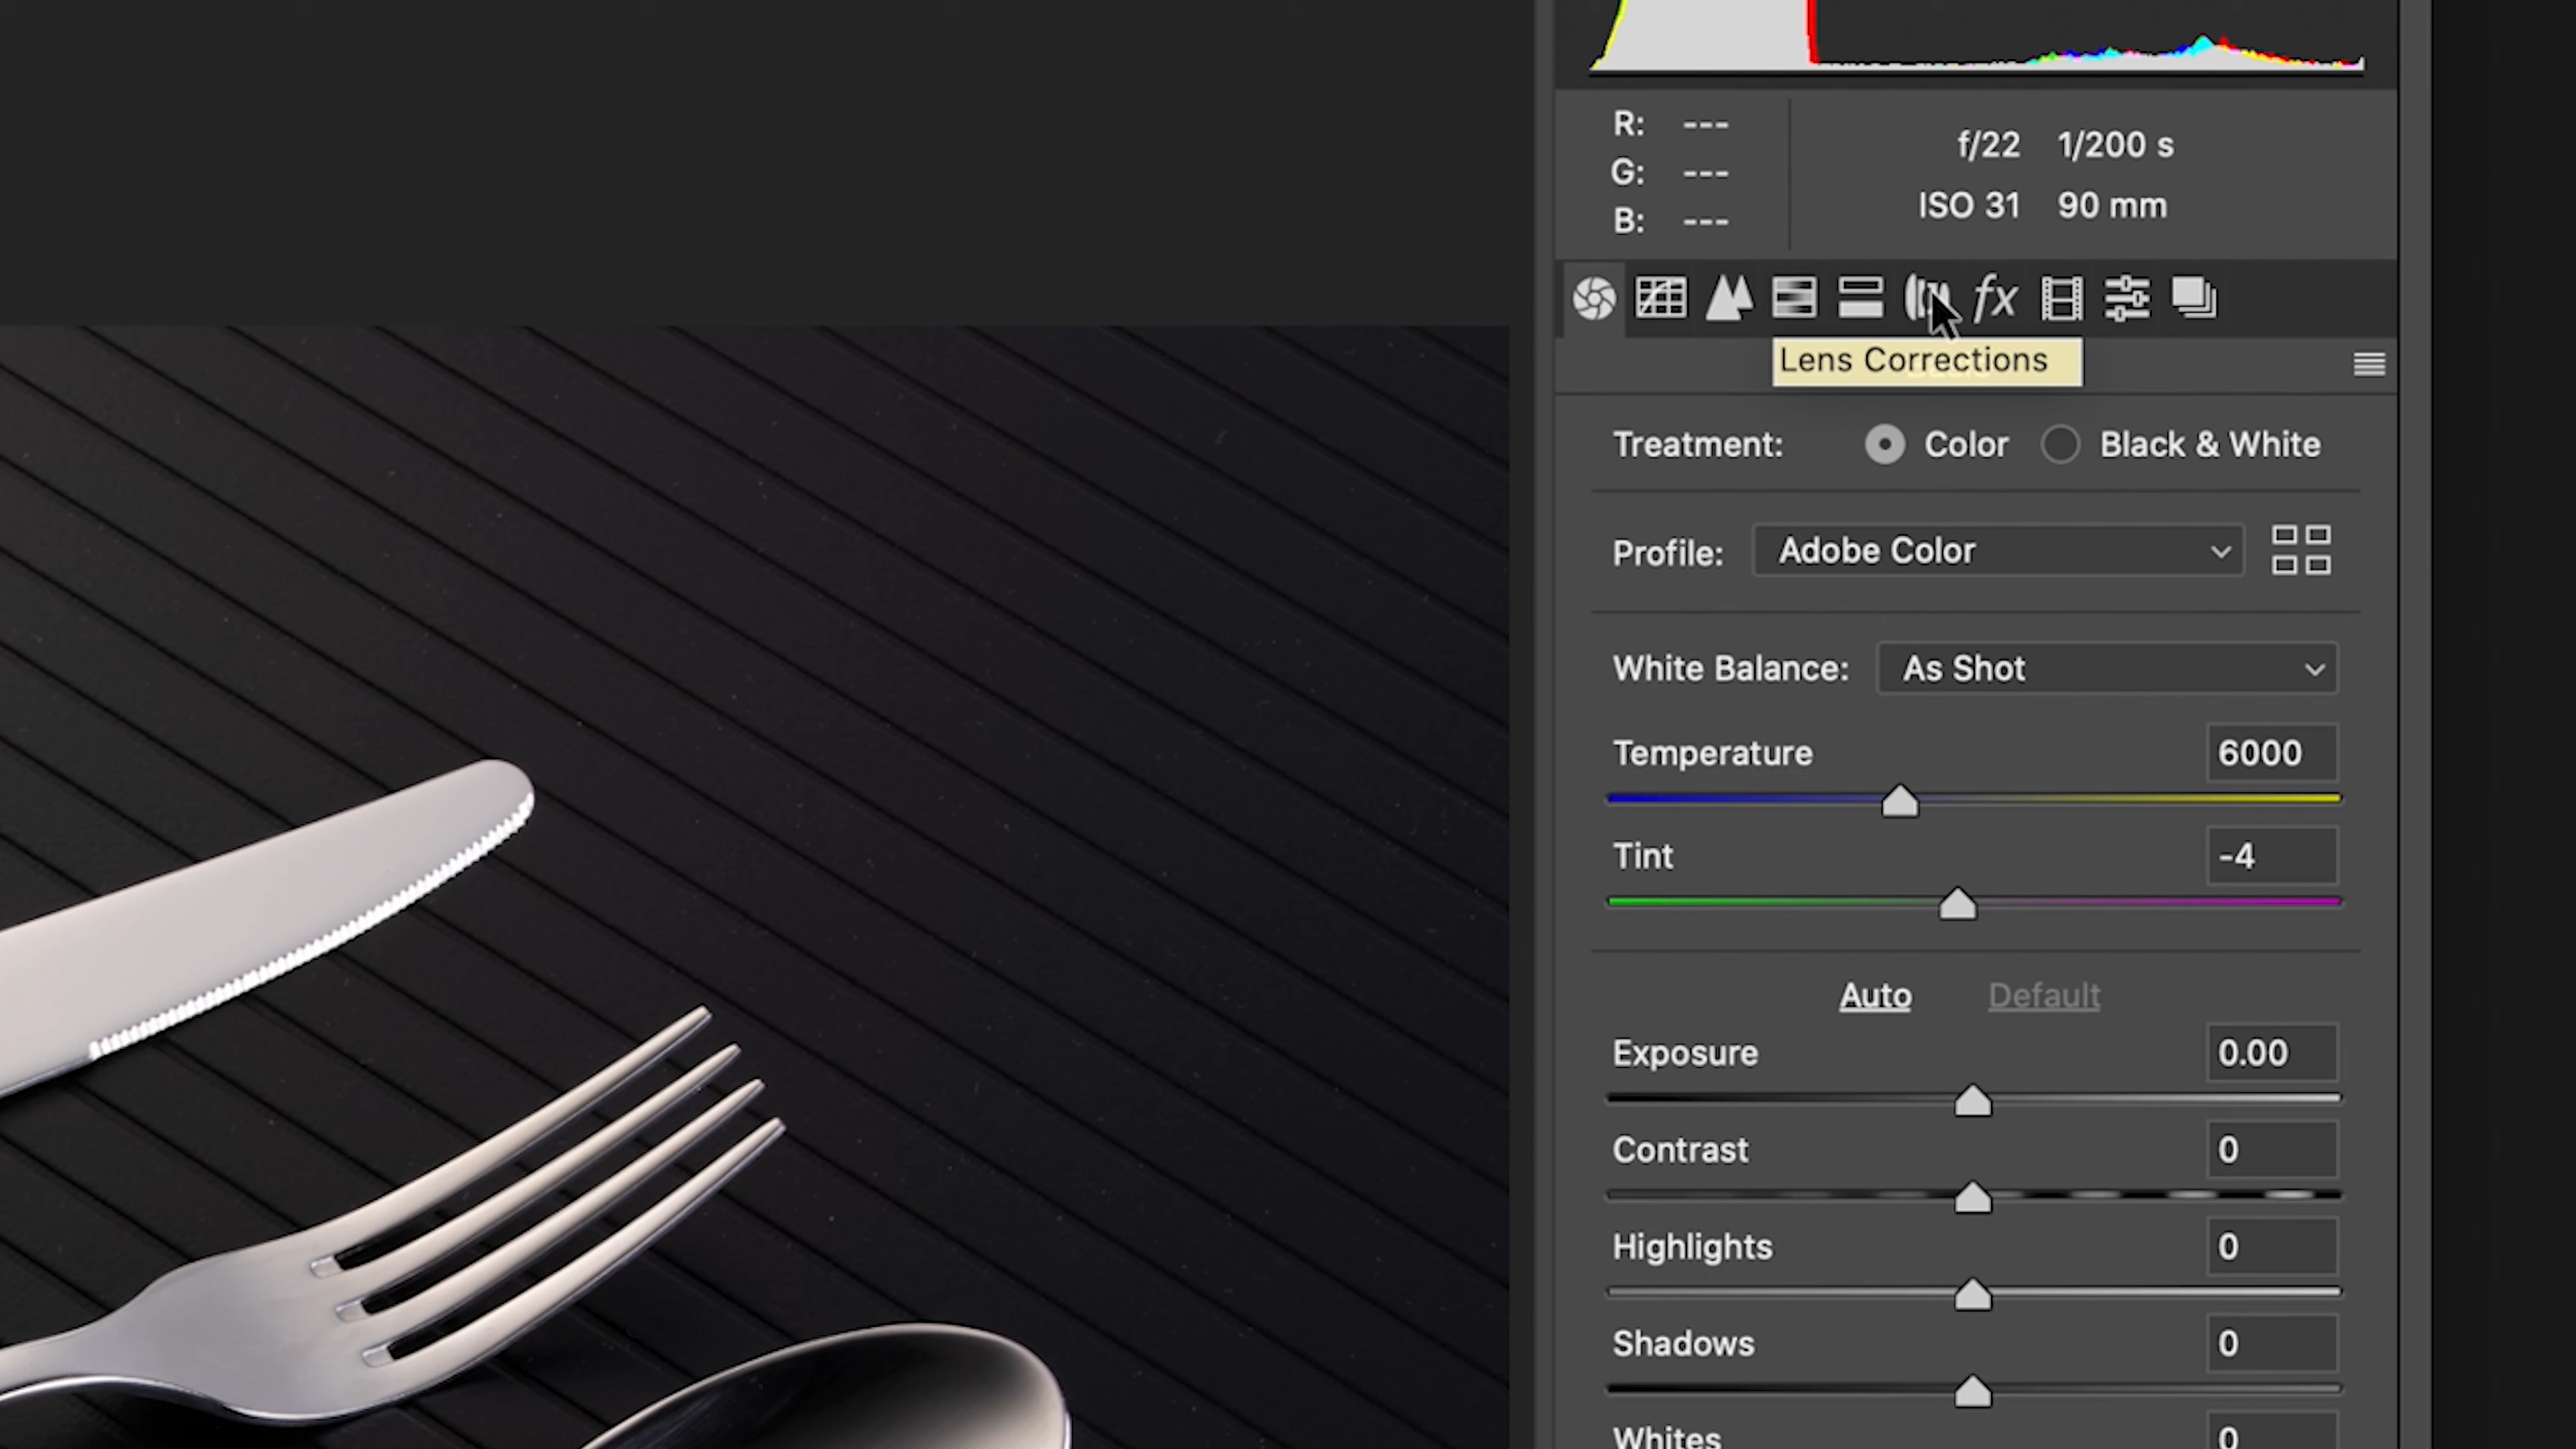 R: ---
G: ---
B: ---
f/22 1/200 s
ISO 31 90 mm
fx
Lens Corrections
Treatment: Color Black & White
Profile: Adobe Color
White Balance: As Shot
Temperature 6000
Tint -4
Auto Default
Exposure 0.00
Contrast 0
Highlights 0
Shadows 0
Whites 0